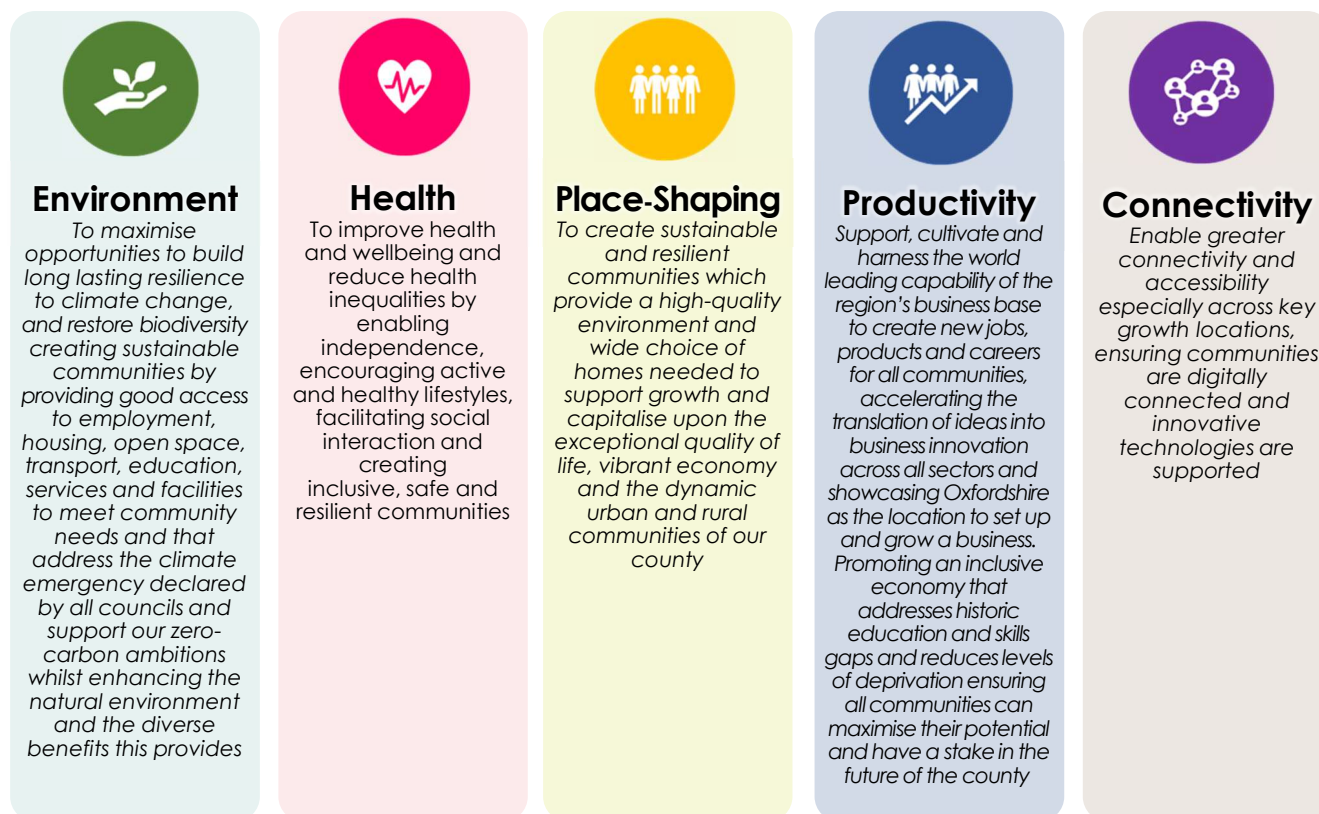 Environment
To maximise
opportunities to build
long lasting resilience
to climate change,
and restore biodiversity
creating sustainable
communities by
providing good access
to employment,
housing, open space,
transport, education,
services and facilities
to meet community
needs and that
address the climate
emergency declared
by all councils and
support our zero-
carbon ambitions
whilst enhancing the
natural environment
and the diverse
benefits this provides
Health
To improve health
and wellbeing and
reduce health
inequalities by
enabling
independence,
encouraging active
and healthy lifestyles,
facilitating social
interaction and
creating
inclusive, safe and
resilient communities
Place-Shaping
To create sustainable
and resilient
communities which
provide a high-quality
environment and
wide choice of
homes needed to
support growth and
capitalise upon the
exceptional quality of
life, vibrant economy
and the dynamic
urban and rural
communities of our
county
Productivity
Support, cultivate and
harness the world
leading capability of the
region's business base
to create new jobs,
products and careers
for all communities,
accelerating the
translation of ideas into
business innovation
across all sectors and
showcasing Oxfordshire
as the location to set up
and grow a business.
Promoting an inclusive
economy that
addresses historic
education and skills
gaps and reduces levels
of deprivation ensuring
all communities can
maximise their potential
and have a stake in the
future of the county
Connectivity
Enable greater
connectivity and
accessibility
especially across key
growth locations,
ensuring communities
are digitally
connected and
innovative
technologies are
supported